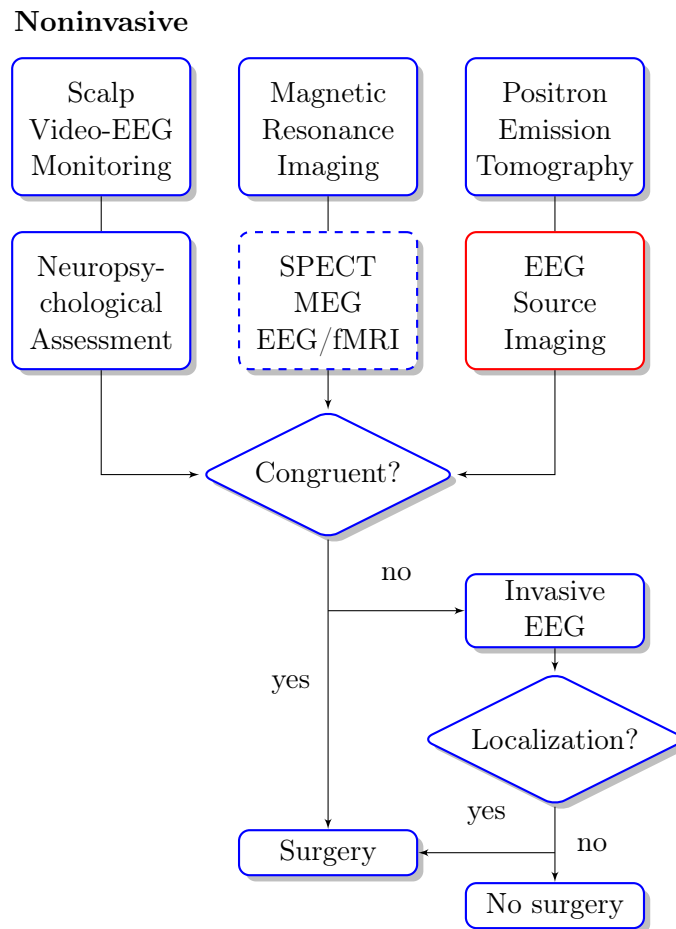 Noninvasive
Scalp
Video-EEG
Monitoring
Magnetic
Resonance
Imaging
Positron
Emission
Tomography
Neuropsy-
chological
Assessment
SPECT
MEG
EEG/fMRI
EEG
Source
Imaging
Congruent?
no
Invasive
EEG
yes
Localization?
yes
no
Surgery
No surgery